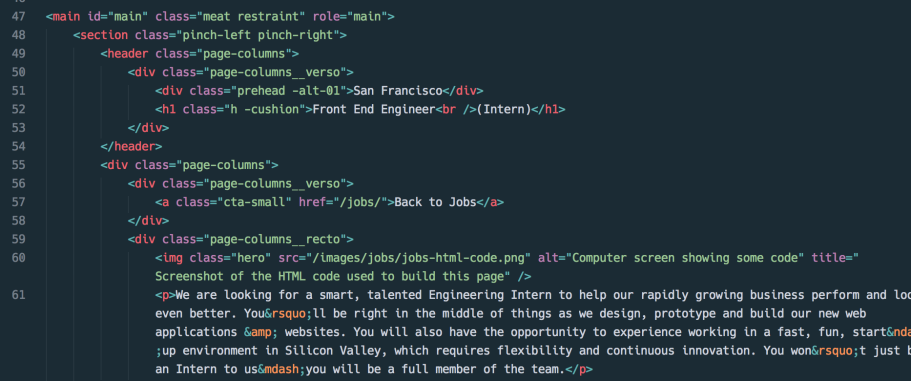 47 <main id="main" class="meat restraint" role="main">
48 <section class="pinch-left pinch-right">
49 <header class="page-columns">
50 <div class="page-columns__verso">
51 <div class="prehead -alt-01">San Francisco</div>
52 <h1 class="h -cushion">Front End Engineer<br />(Intern)</h1>
53 </div>
54 </header>
55 <div class="page-columns">
56 <div class="page-columns__verso">
57 <a class="cta-small" href="/jobs/">Back to Jobs</a>
58 </div>
59 <div class="page-columns__recto">
60 <img class="hero" src="/images/jobs/jobs-html-code.png" alt="Computer screen showing some code" title="
Screenshot of the HTML code used to build this page" />
61 <p>We are looking for a smart, talented Engineering Intern to help our rapidly growing business perform and
even better. You&rsquo;ll be right in the middle of things as we design, prototype and build our new web
applications &amp; websites. You will also have the opportunity to experience working in a fast, fun, start&nda
;up environment in Silicon Valley, which requires flexibility and continuous innovation. You won&rsquo;t just
an Intern to us&mdash;you will be a full member of the team.</p>